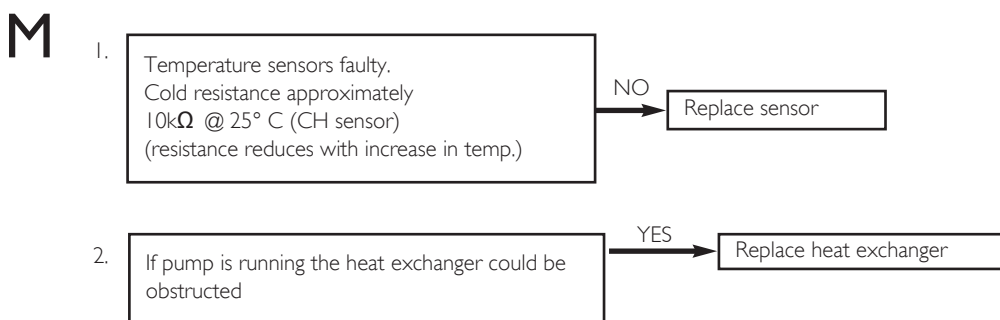 M
1.
Temperature sensors faulty.
Cold resistance approximately
10kΩ @ 25° C (CH sensor)
(resistance reduces with increase in temp.)
NO
Replace sensor
2.
If pump is running the heat exchanger could be
obstructed
YES
Replace heat exchanger